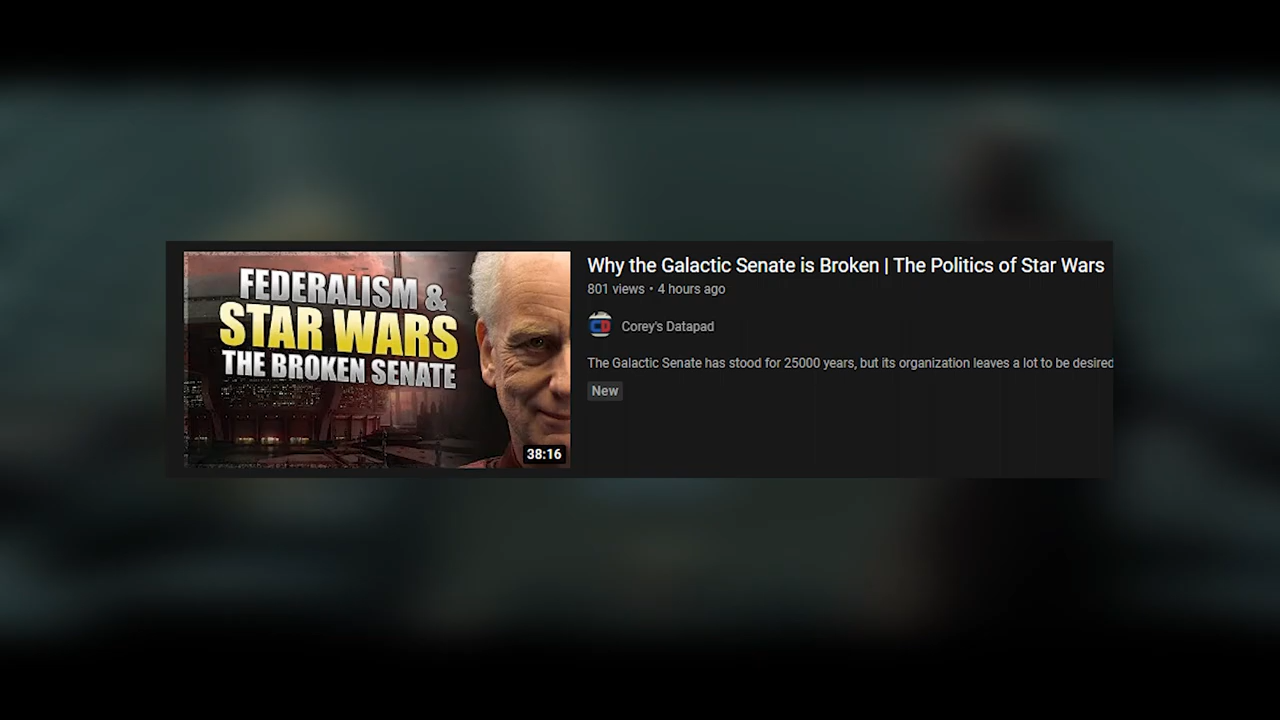 FEDERALISM &
STAR WARS
THE BROKEN SENATE
38:16
Why the Galactic Senate is Broken | The Politics of Star Wars
801 views • 4 hours ago
CD
Corey's Datapad
The Galactic Senate has stood for 25000 years, but its organization leaves a lot to be desired
New